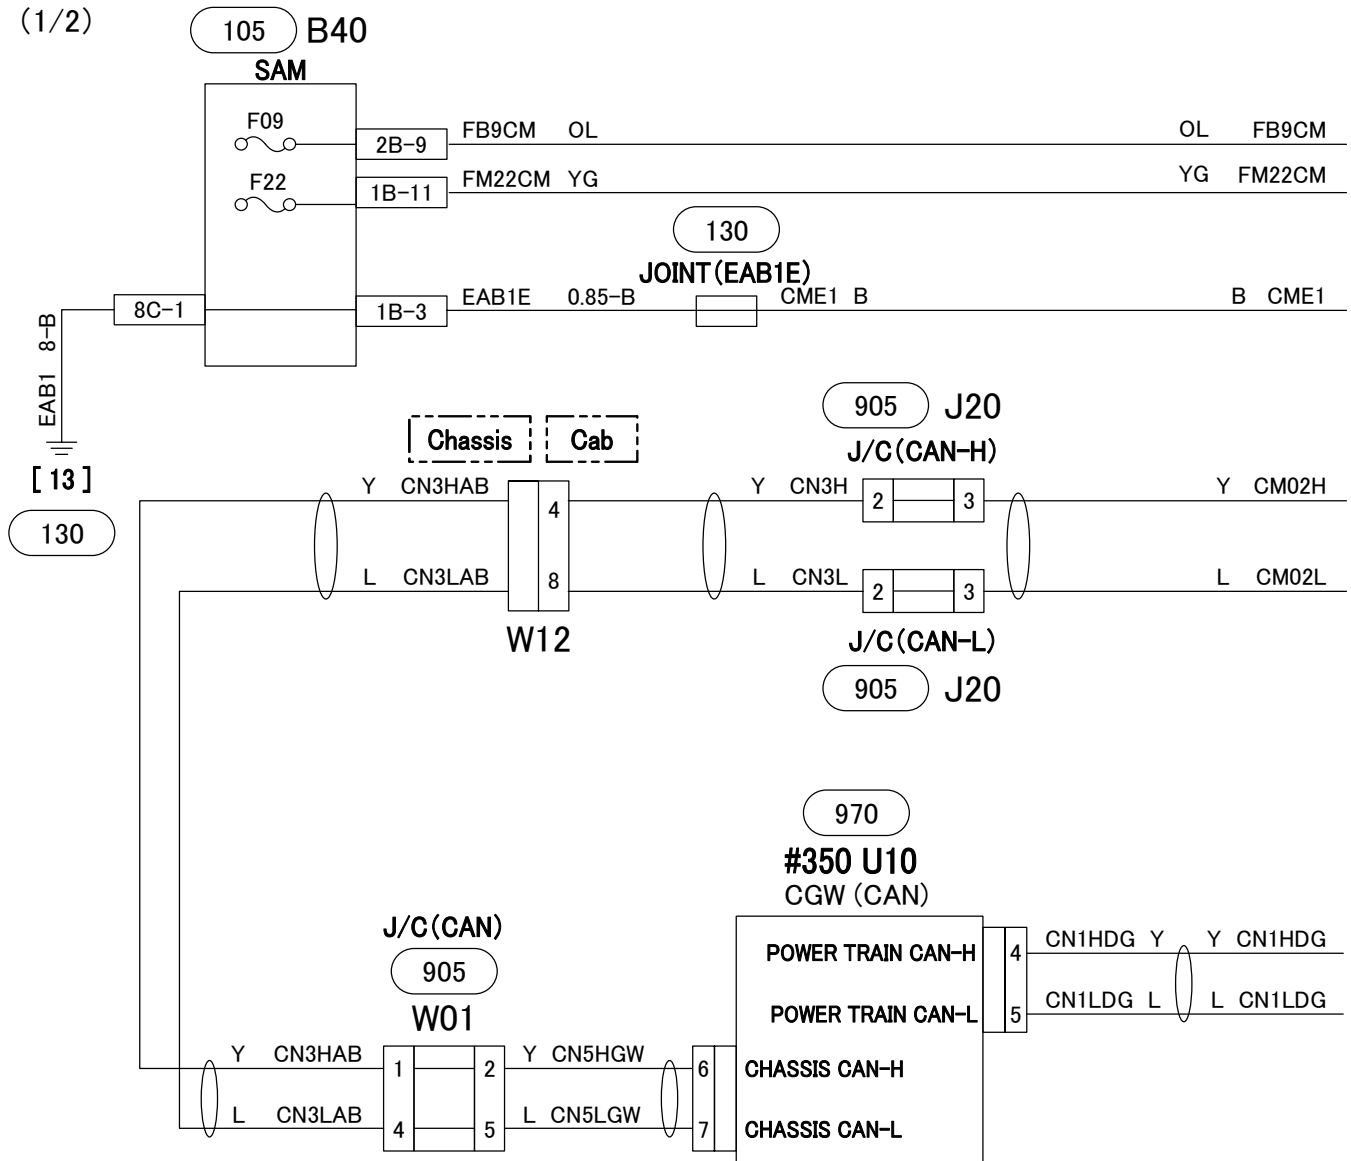 (1/2)
105 B40
SAM
F09
2B-9
FB9CM OL
OL FB9CM
F22
1B-11
FM22CM YG
YG FM22CM
130
JOINT(EAB1E)
8C-1
1B-3
EAB1E 0.85-B
CME1 B
B CME1
EAB1 8-B
[13]
130
Chassis
Cab
905 J20
J/C(CAN-H)
Y CN3HAB
4
Y CN3H
2
3
Y CM02H
L CN3LAB
8
L CN3L
2
3
L CM02L
W12
J/C(CAN-L)
905 J20
970
#350 U10
CGW (CAN)
J/C(CAN)
905
W01
POWER TRAIN CAN-H
4
CN1HDG Y
Y CN1HDG
POWER TRAIN CAN-L
5
CN1LDG L
L CN1LDG
Y CN3HAB
1
2
Y CN5HGW
6
CHASSIS CAN-H
L CN3LAB
4
5
L CN5LGW
7
CHASSIS CAN-L